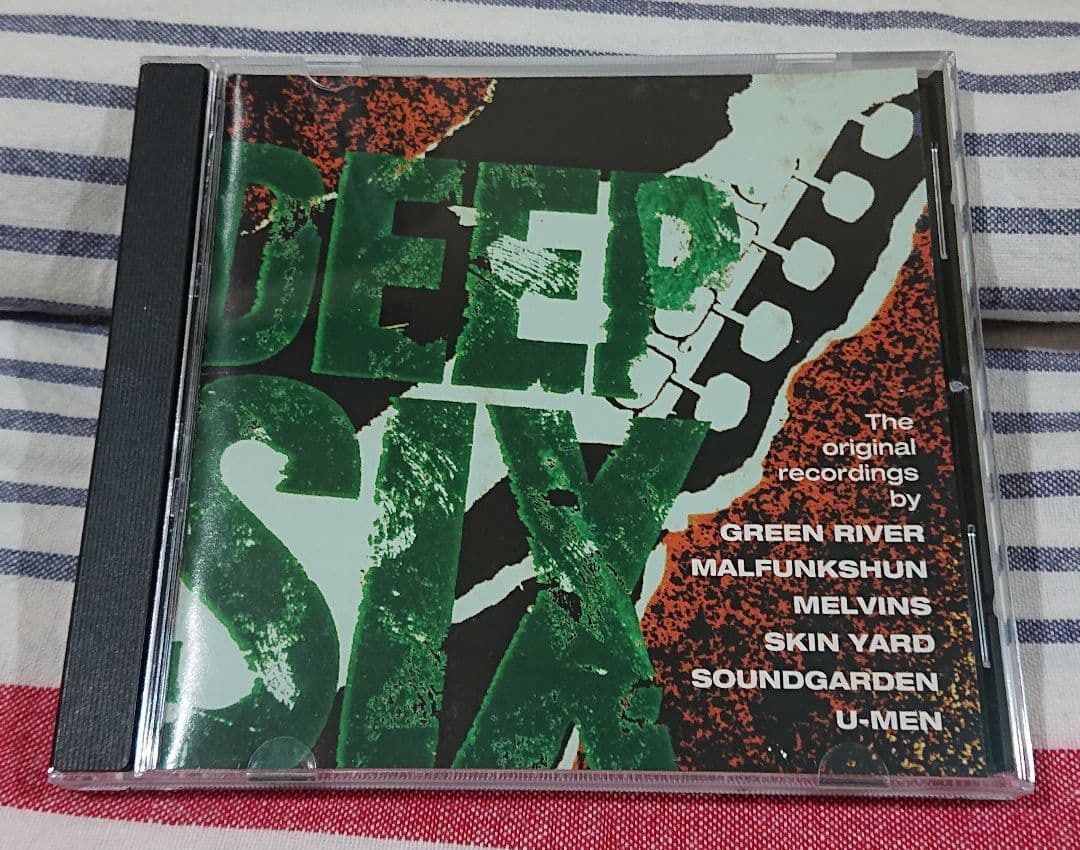 DEEP
SIX
The
original
recordings
by
GREEN RIVER
MALFUNKSHUN
MELVINS
SKIN YARD
SOUNDGARDEN
U-MEN